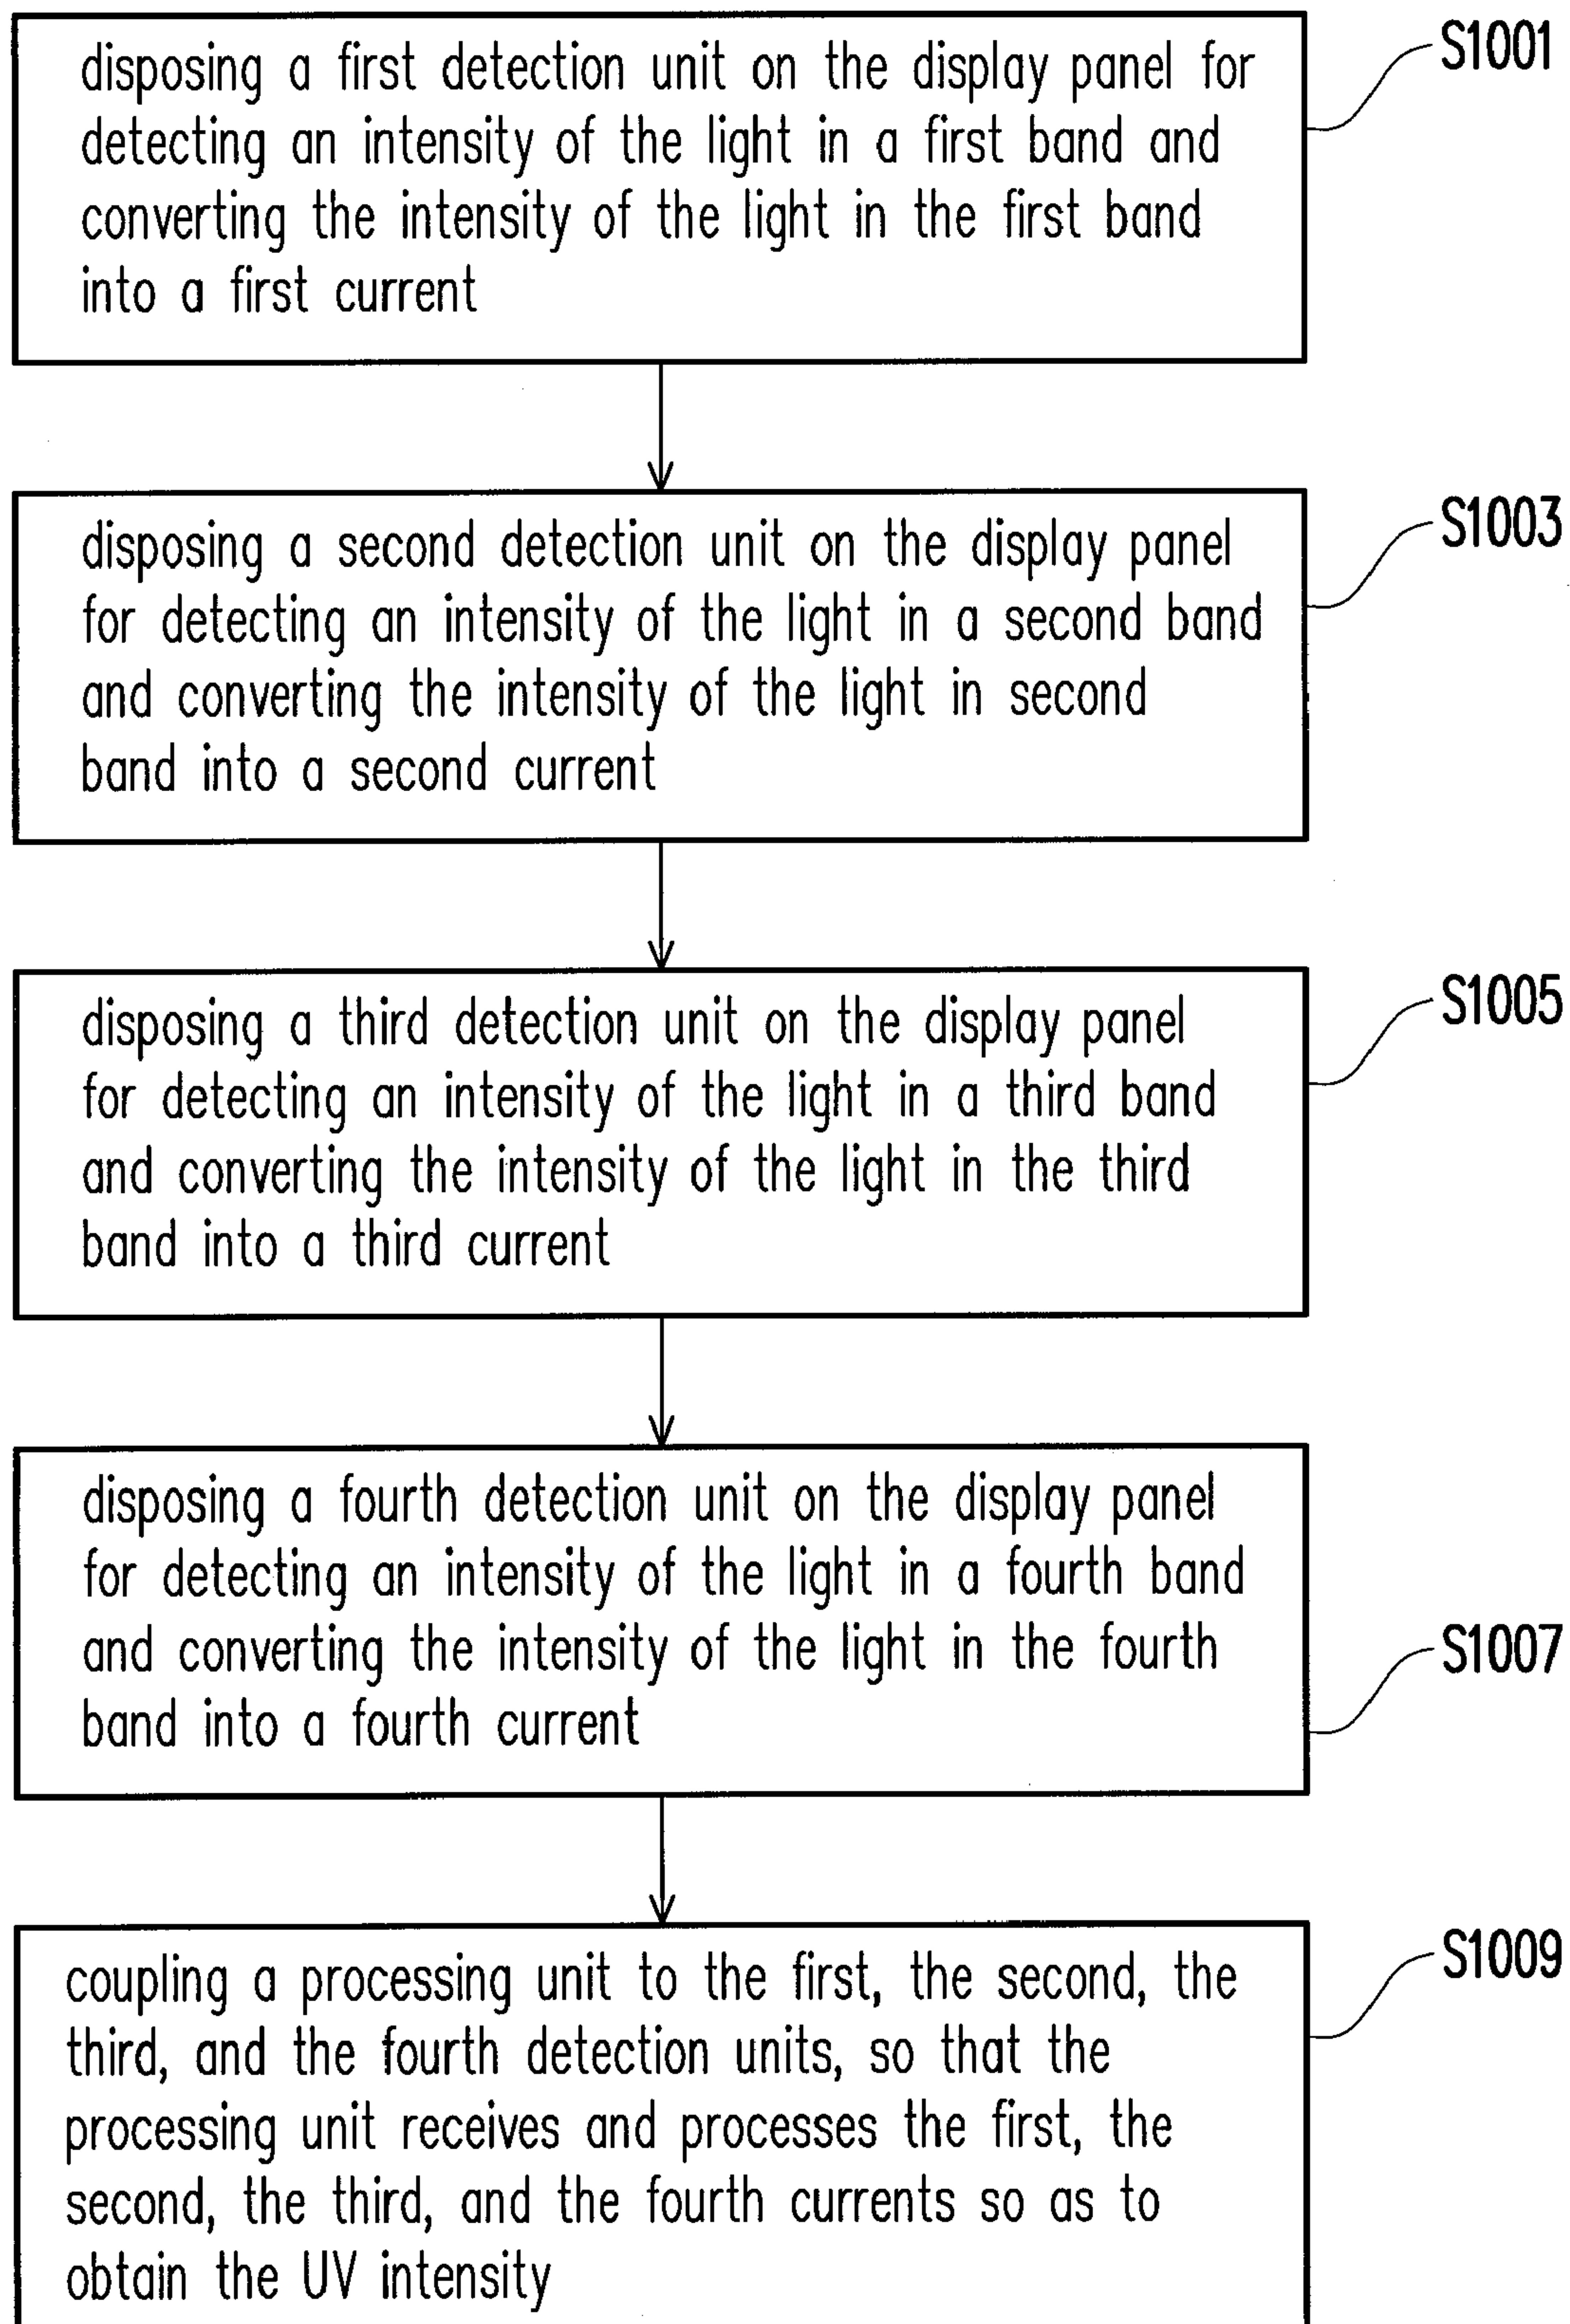 disposing a first detection unit on the display panel for
detecting an intensity of the light in a first band and
converting the intensity of the light in the first band
into a first current
S1001
disposing a second detection unit on the display panel
for detecting an intensity of the light in a second band
and converting the intensity of the light in second
band into a second current
S1003
disposing a third detection unit on the display panel
for detecting an intensity of the light in a third band
and converting the intensity of the light in the third
band into a third current
S1005
disposing a fourth detection unit on the display panel
for detecting an intensity of the light in a fourth band
and converting the intensity of the light in the fourth
band into a fourth current
S1007
coupling a processing unit to the first, the second, the
third, and the fourth detection units, so that the
processing unit receives and processes the first, the
second, the third, and the fourth currents so as to
obtain the UV intensity
S1009